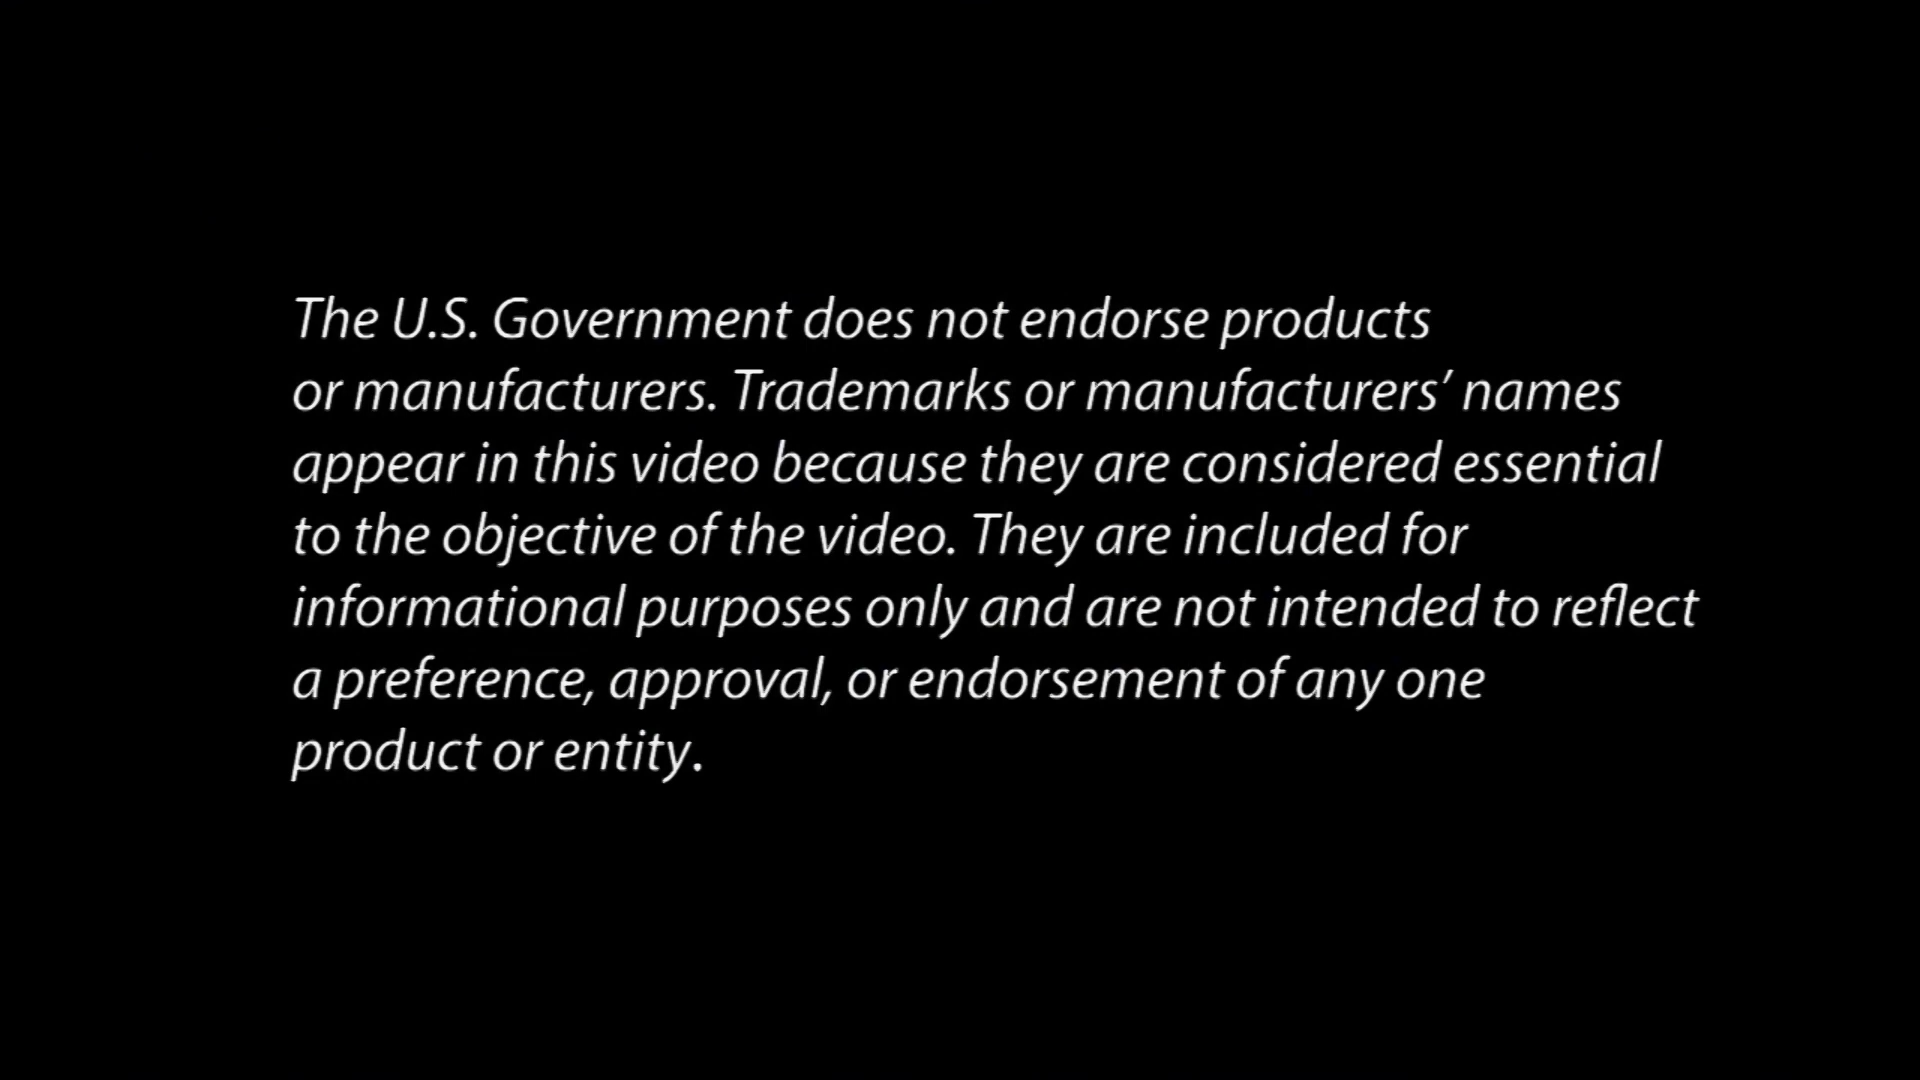 The U.S. Government does not endorse products
or manufacturers. Trademarks or manufacturers’ names
appear in this video because they are considered essential
to the objective of the video. They are included for
informational purposes only and are not intended to reflect
a preference, approval, or endorsement of any one
product or entity.